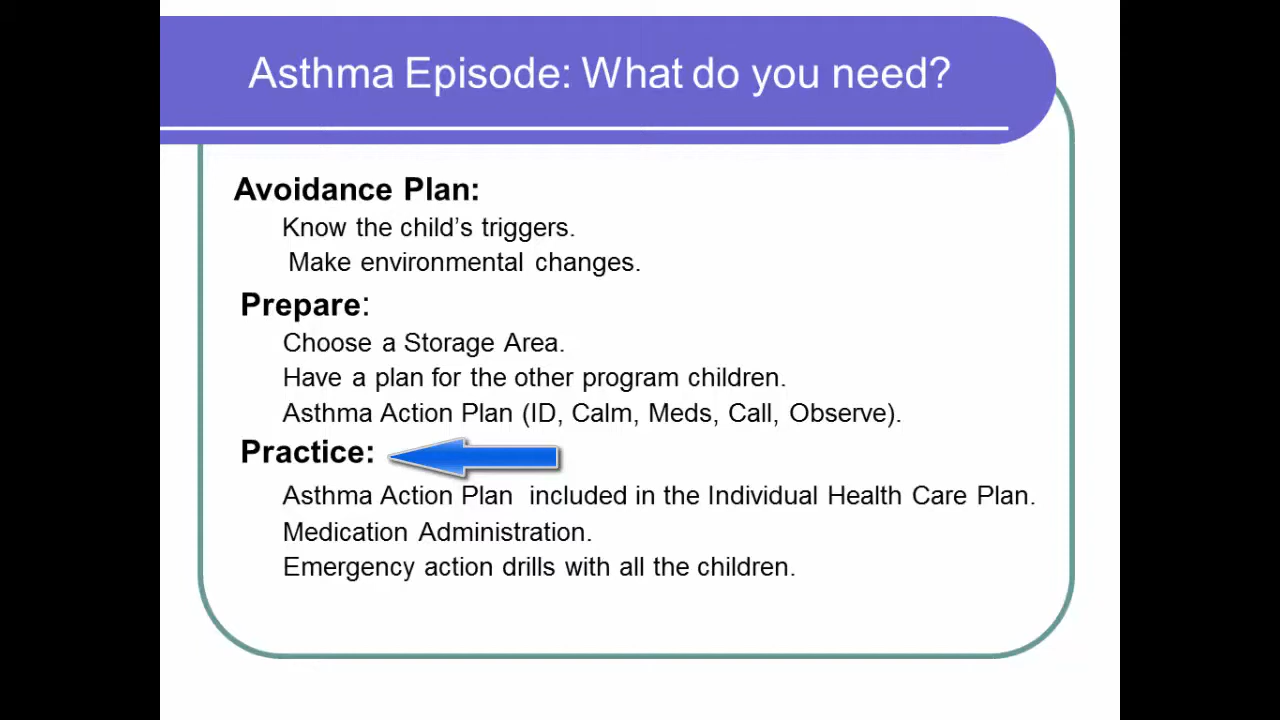 Asthma Episode: What do you need?
Avoidance Plan:
Know the child’s triggers.
Make environmental changes.
Prepare:
Choose a Storage Area.
Have a plan for the other program children.
Asthma Action Plan (ID, Calm, Meds, Call, Observe).
Practice:
Asthma Action Plan  included in the Individual Health Care Plan.
Medication Administration.
Emergency action drills with all the children.